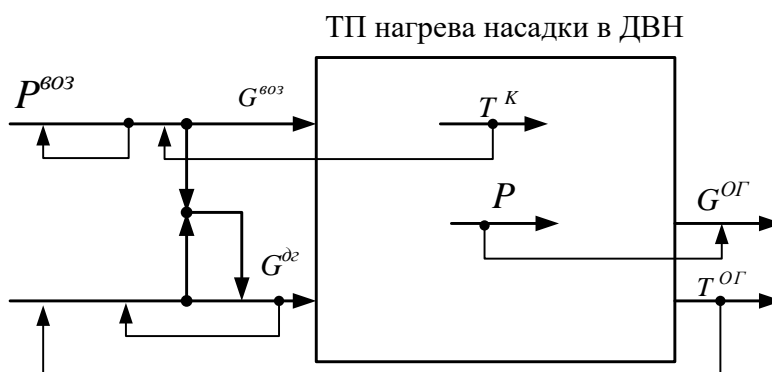 ТП нагрева насадки в ДВН
P^воз
G^воз
T^K
P
G^ОГ
G^дг
T^ОГ